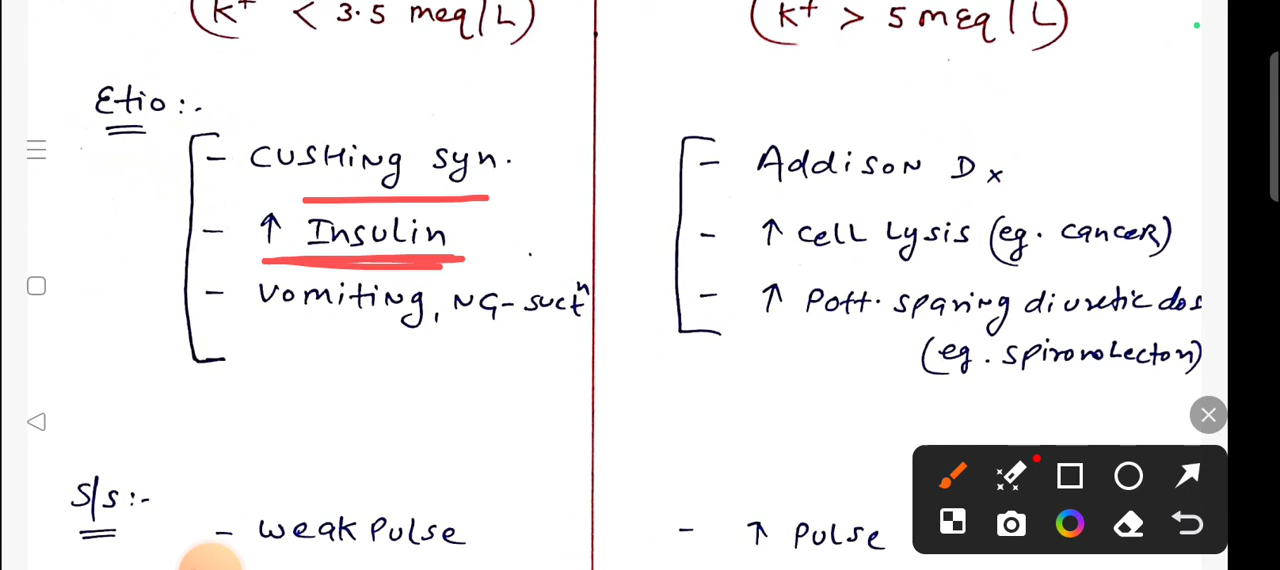 (K+ < 3.5 meq/L)
(K+ > 5 mEq/L)
Etio :-
- CUSHING Syn.
- ↑ Insulin
- Vomiting, NG-suctⁿ
- Addison Dx
- ↑ Cell Lysis (eg. cancer)
- ↑ Pott. sparing diuretic dos
(eg. spironolecton)
S/s :-
- Weak Pulse
- ↑ Pulse